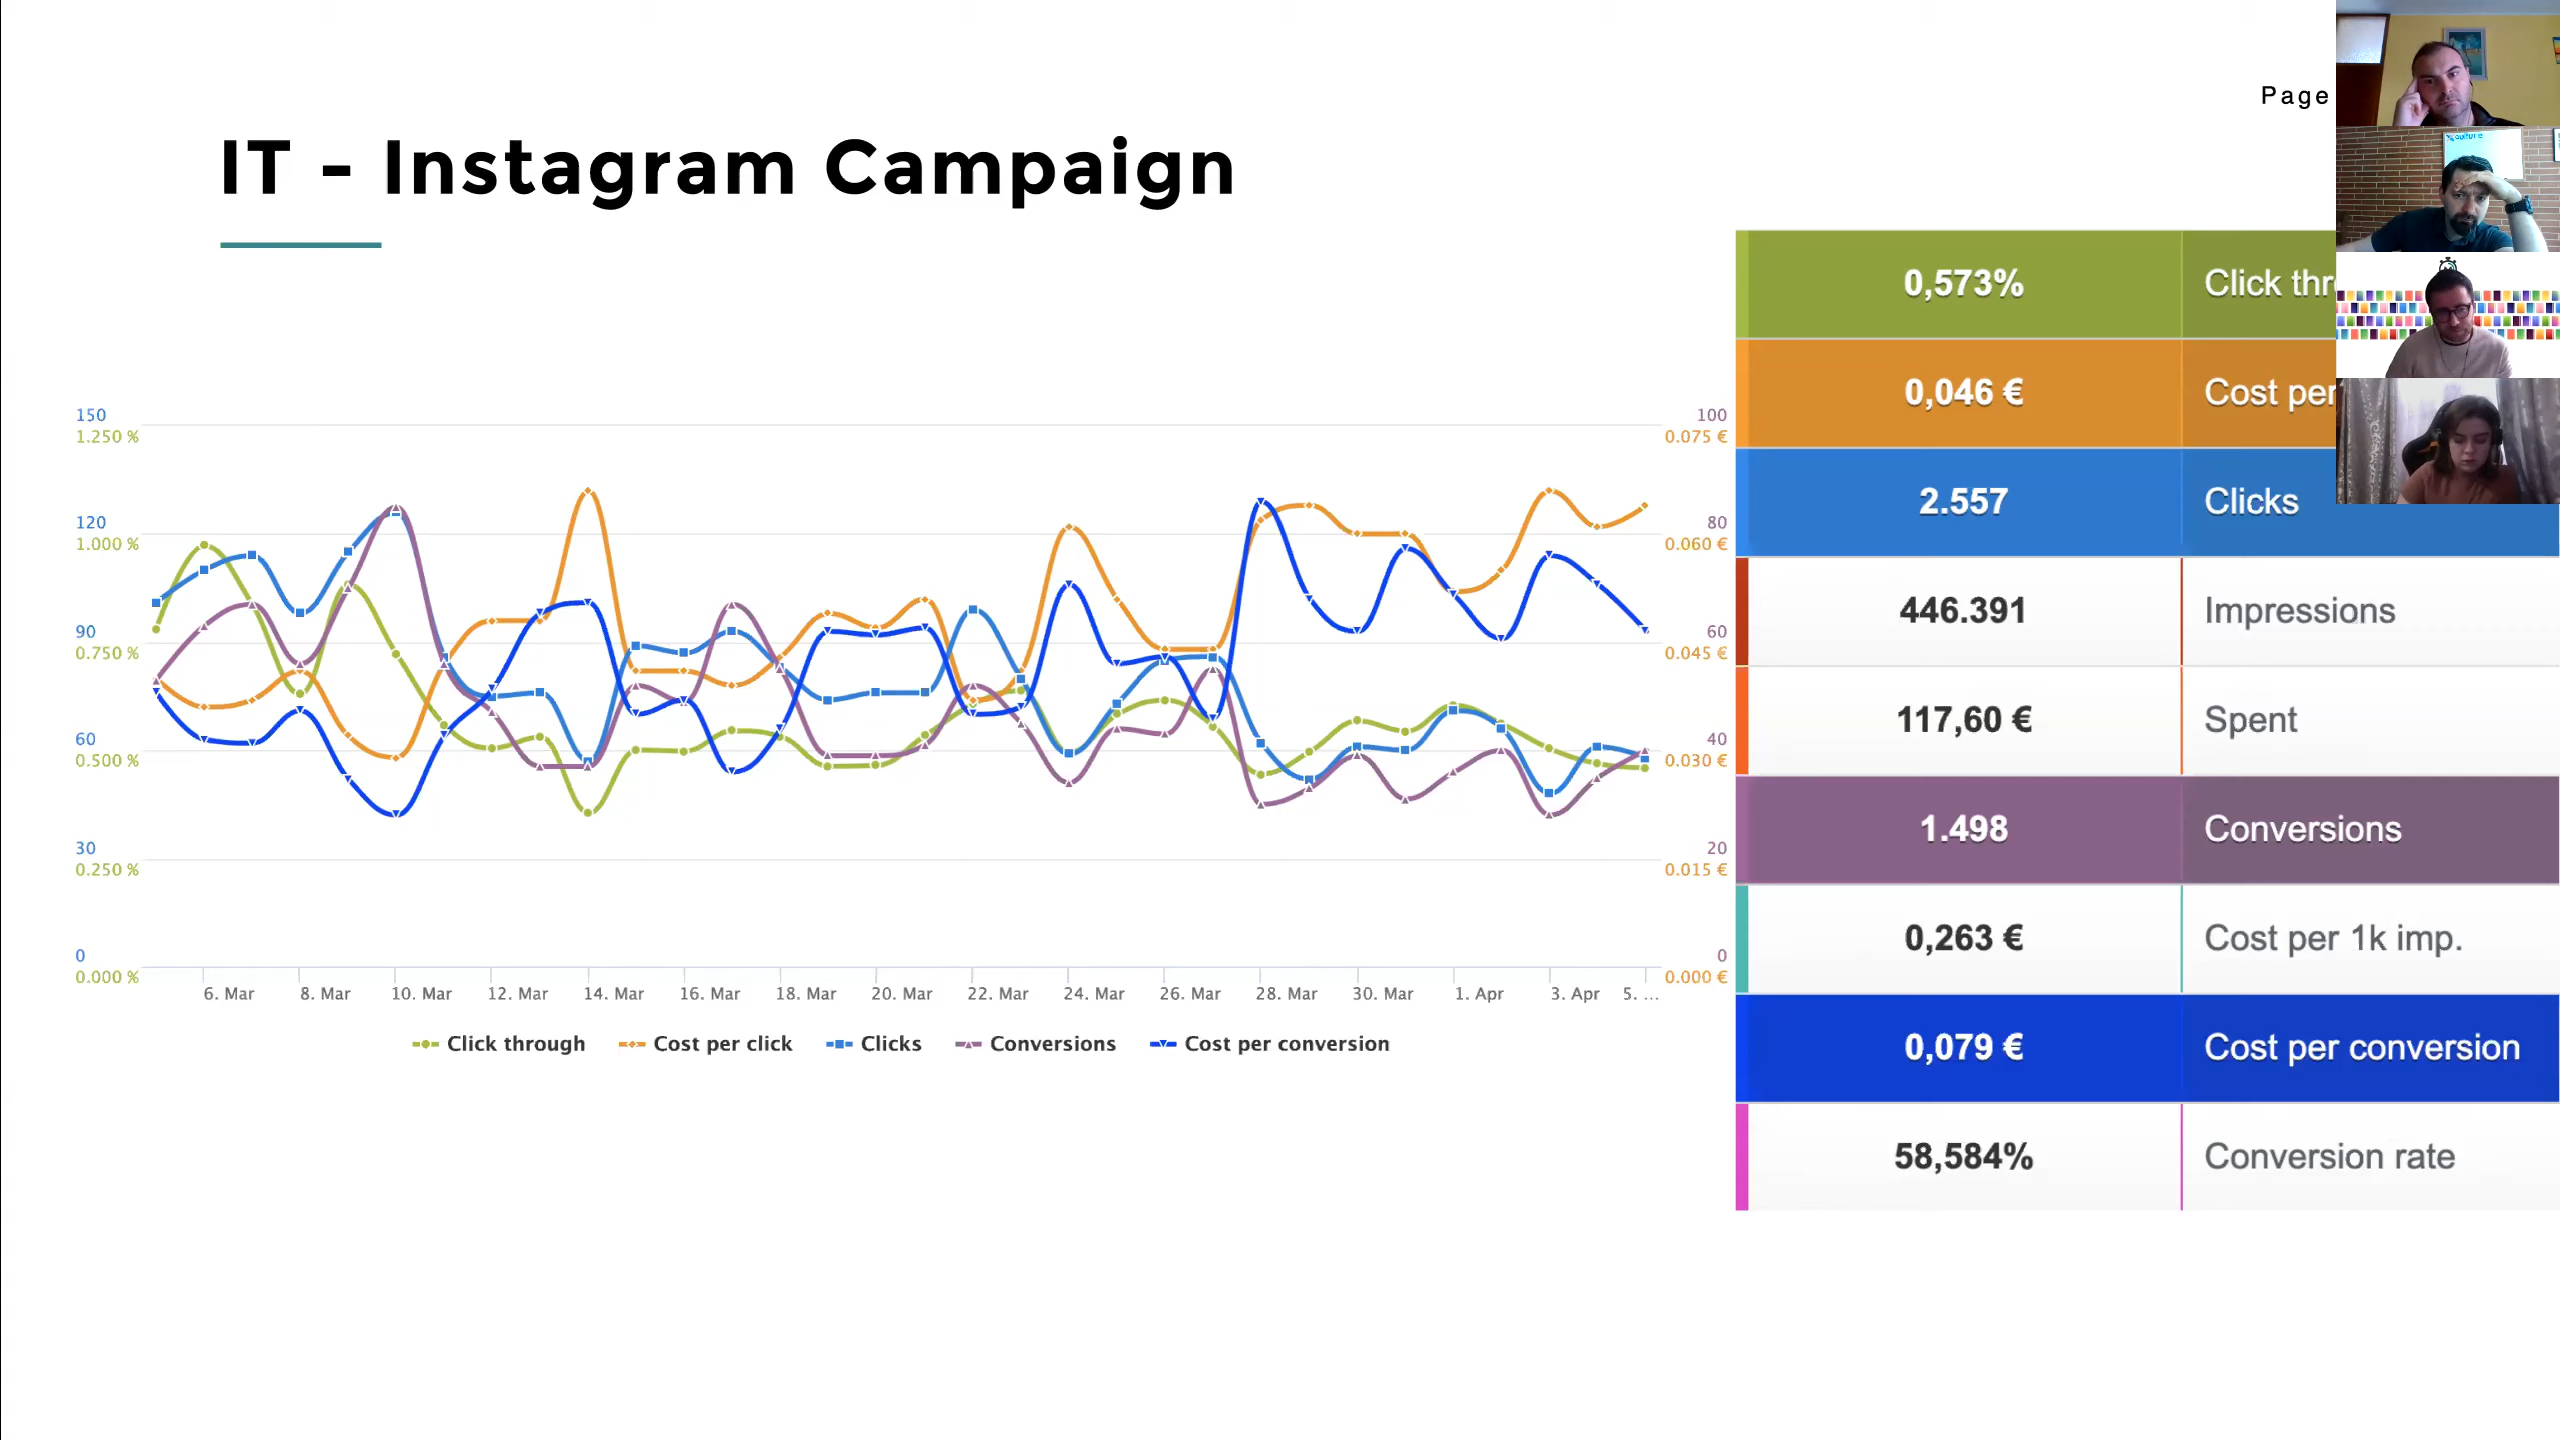 Page
IT - Instagram Campaign
0,573% Click
0,046 € Cost per
2.557 Clicks
446.391 Impressions
117,60 € Spent
1.498 Conversions
0,263 € Cost per 1k imp.
0,079 € Cost per conversion
58,584% Conversion rate
150
1.250 %
120
1.000 %
90
0.750 %
60
0.500 %
30
0.250 %
0
0.000 %
100
0.075 €
80
0.060 €
60
0.045 €
40
0.030 €
20
0.015 €
0
0.000 €
6. Mar 8. Mar 10. Mar 12. Mar 14. Mar 16. Mar 18. Mar 20. Mar 22. Mar 24. Mar 26. Mar 28. Mar 30. Mar 1. Apr 3. Apr 5. ...
Click through Cost per click Clicks Conversions Cost per conversion